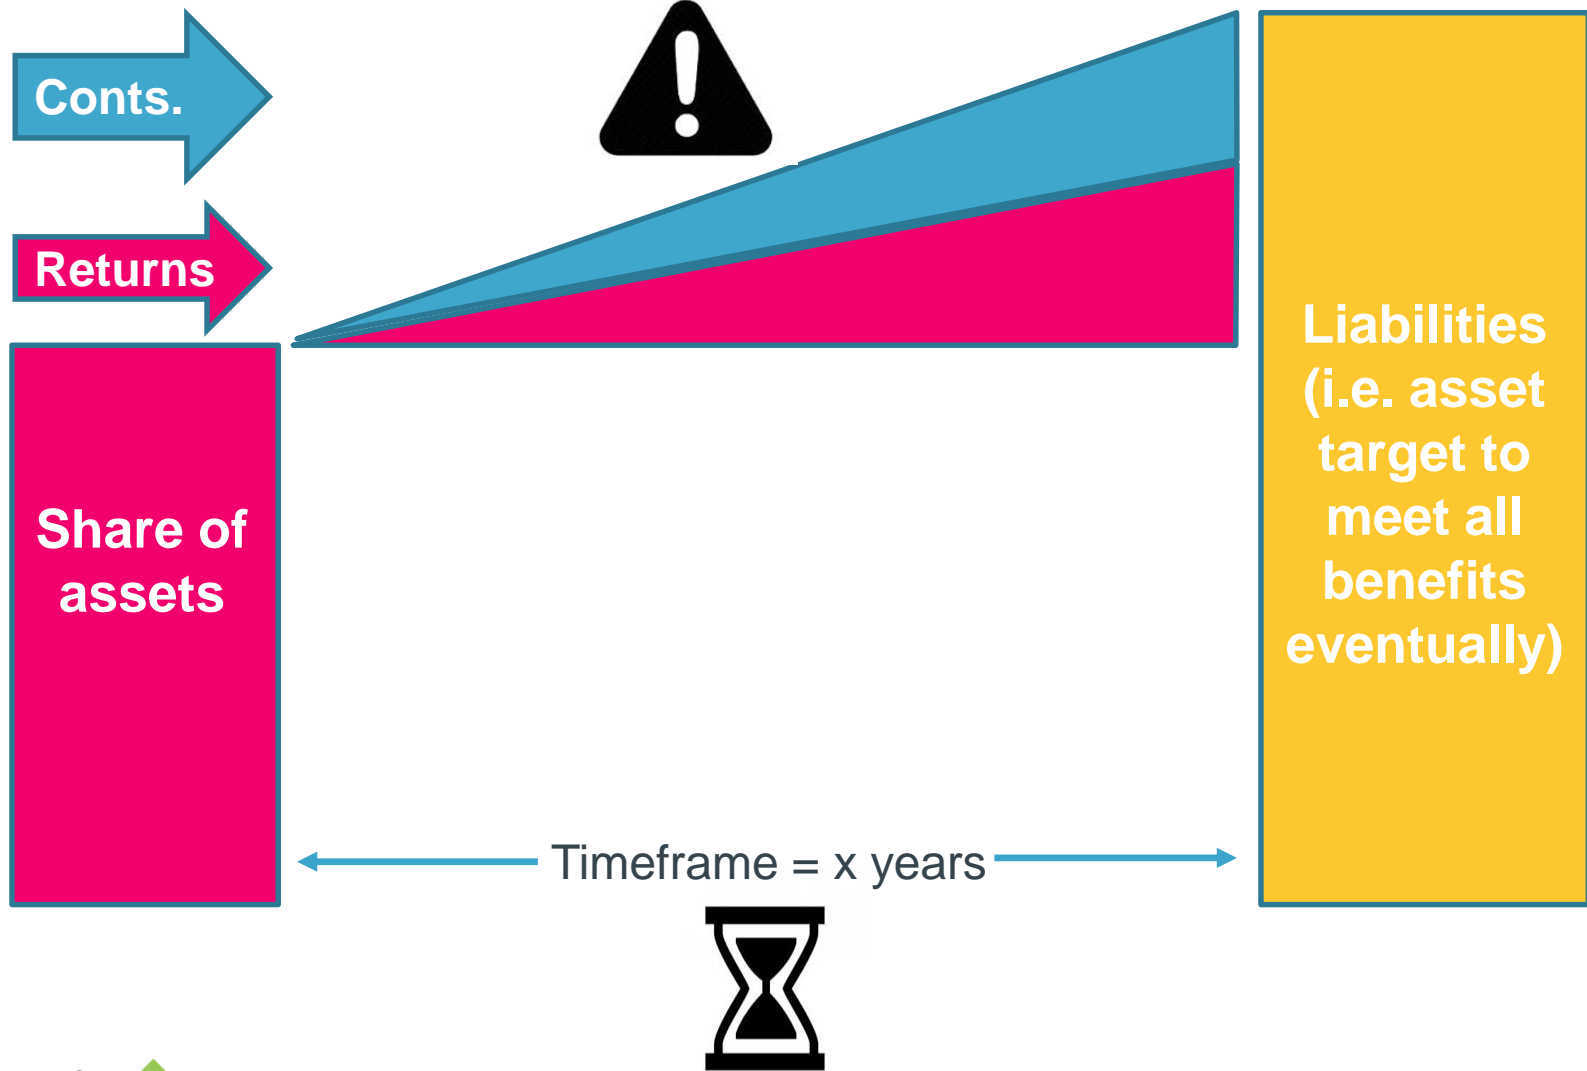 Conts.
Returns
Share of
assets
Liabilities
(i.e. asset
target to
meet all
benefits
eventually)
Timeframe = x years